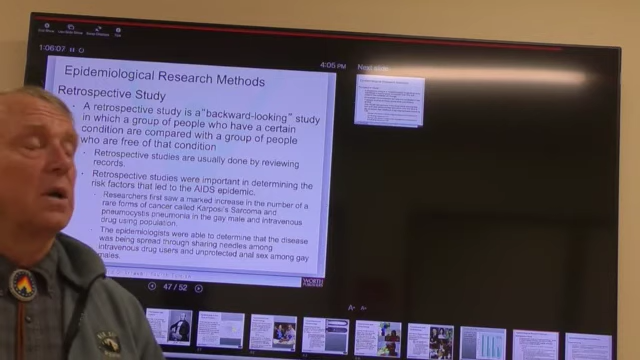 1:06:07
4:05 PM
Next slide
Epidemiological Research Methods
Retrospective Study
A retrospective study is a "backward-looking" study
in which a group of people who have a certain
condition are compared with a group of people
who are free of that condition
Retrospective studies are usually done by reviewing
records.
Retrospective studies were important in determining the
risk factors that led to the AIDS epidemic.
Researchers first saw a marked increase in the number of a
rare forms of cancer called Karposi's Sarcoma and
pneumocystis pneumonia in the gay male and intravenous
drug using population.
The epidemiologists were able to determine that the disease
was being spread through sharing needles among
intravenous drug users and unprotected anal sex among gay
males.
WORTH
47 / 52